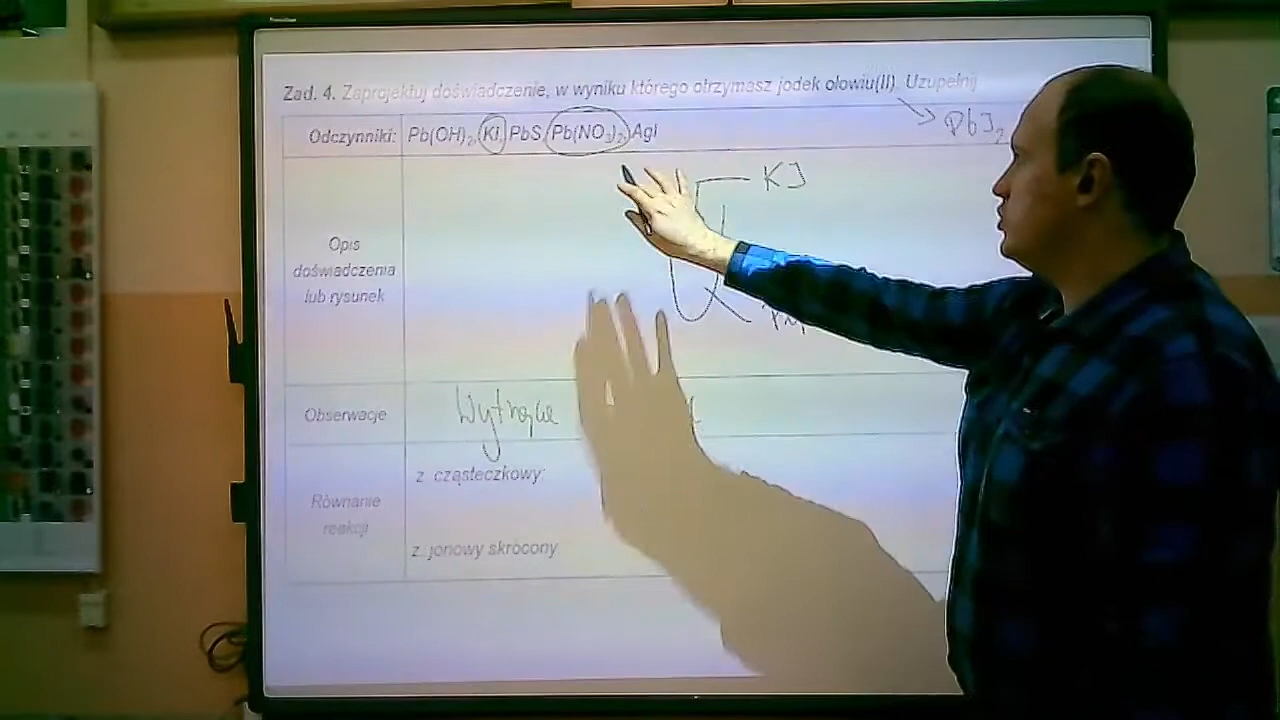 Zad. 4. Zaprojektuj doświadczenie, w wyniku którego otrzymasz jodek ołowiu(II). Uzupełnij
PbJ₂
Odczynniki: Pb(OH)₂, KI, PbS, Pb(NO₃)₂, AgI
KJ
Opis
doświadczenia
lub rysunek
Obserwacje
z. cząsteczkowy:
Równanie
reakcji
z. jonowy skrócony